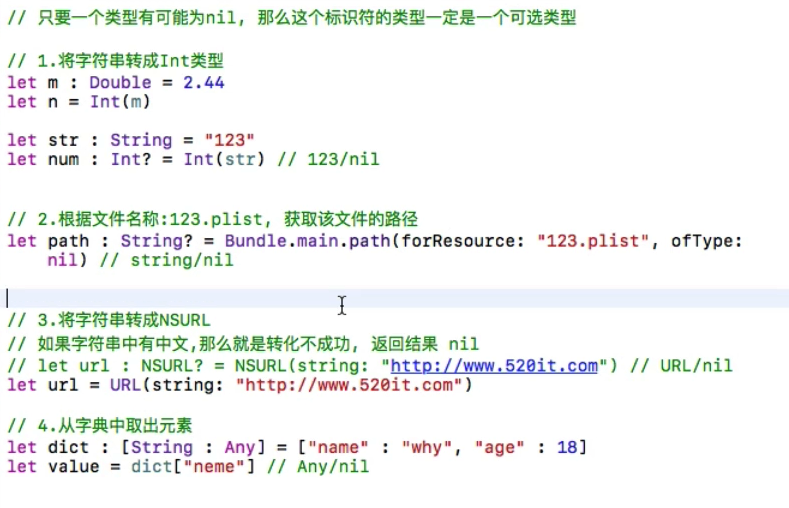 // 只要一个类型有可能为nil, 那么这个标识符的类型一定是一个可选类型
// 1.将字符串转成Int类型
let m : Double = 2.44
let n = Int(m)
let str : String = "123"
let num : Int? = Int(str) // 123/nil
// 2.根据文件名称:123.plist, 获取该文件的路径
let path : String? = Bundle.main.path(forResource: "123.plist", ofType:
nil) // string/nil
// 3.将字符串转成NSURL
// 如果字符串中有中文,那么就是转化不成功, 返回结果 nil
// let url : NSURL? = NSURL(string: "http://www.520it.com") // URL/nil
let url = URL(string: "http://www.520it.com")
// 4.从字典中取出元素
let dict : [String : Any] = ["name" : "why", "age" : 18]
let value = dict["neme"] // Any/nil